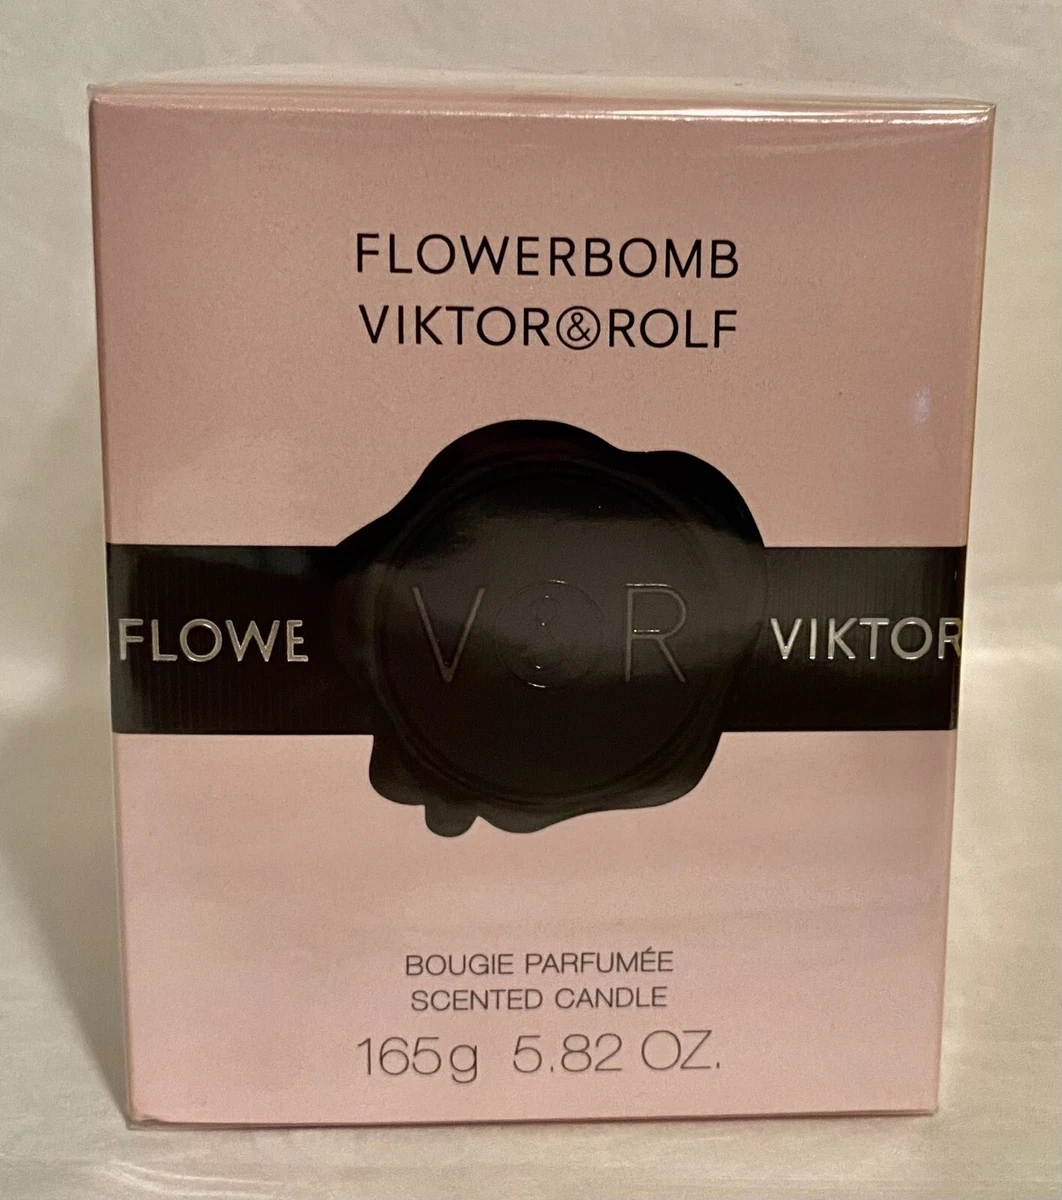 FLOWERBOMB
VIKTOR&ROLF
FLOWE
V&R
VIKTOR
BOUGIE PARFUMÉE
SCENTED CANDLE
165g 5.82 OZ.